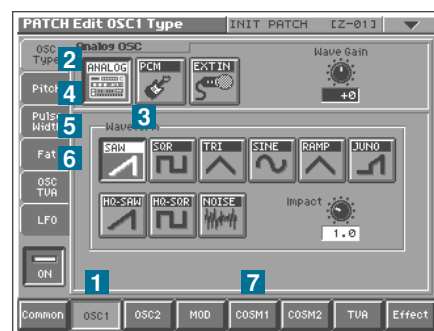 PATCH Edit OSC1 Type INIT PATCH [Z-01]
OSC Type
2
Analog OSC
ANALOG PCM EXTIN
Wave Gain
+0
Pitch
4
3
Pulse Width
5
Waveform
Fat
6
SAW SQR TRI SINE RAMP JUNO
OSC TVA
LFO
HQ-SAW HQ-SQR NOISE
Impact
1.0
ON
1
7
Common OSC1 OSC2 MOD COSM1 COSM2 TVA Effect